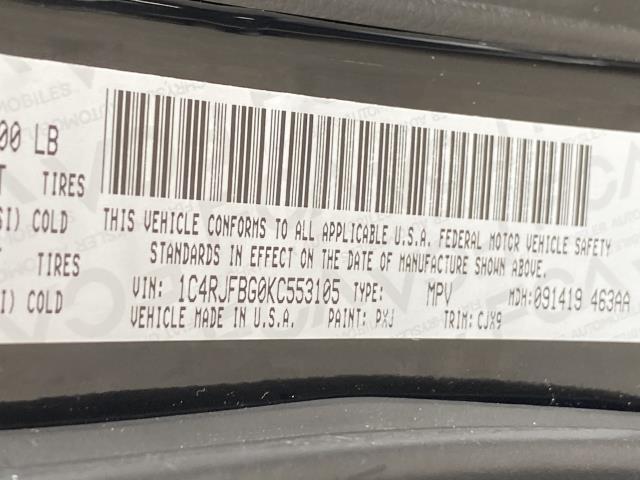 00 LB
T TIRES
SI) COLD
TIRES
SI) COLD
THIS VEHICLE CONFORMS TO ALL APPLICABLE U.S.A. FEDERAL MOTOR VEHICLE SAFETY
STANDARDS IN EFFECT ON THE DATE OF MANUFACTURE SHOWN ABOVE.
VIN: 1C4RJFBG0KC553105 TYPE: MPV MDH: 091419 463AA
VEHICLE MADE IN U.S.A. PAINT: PXJ TRIM: CJX9